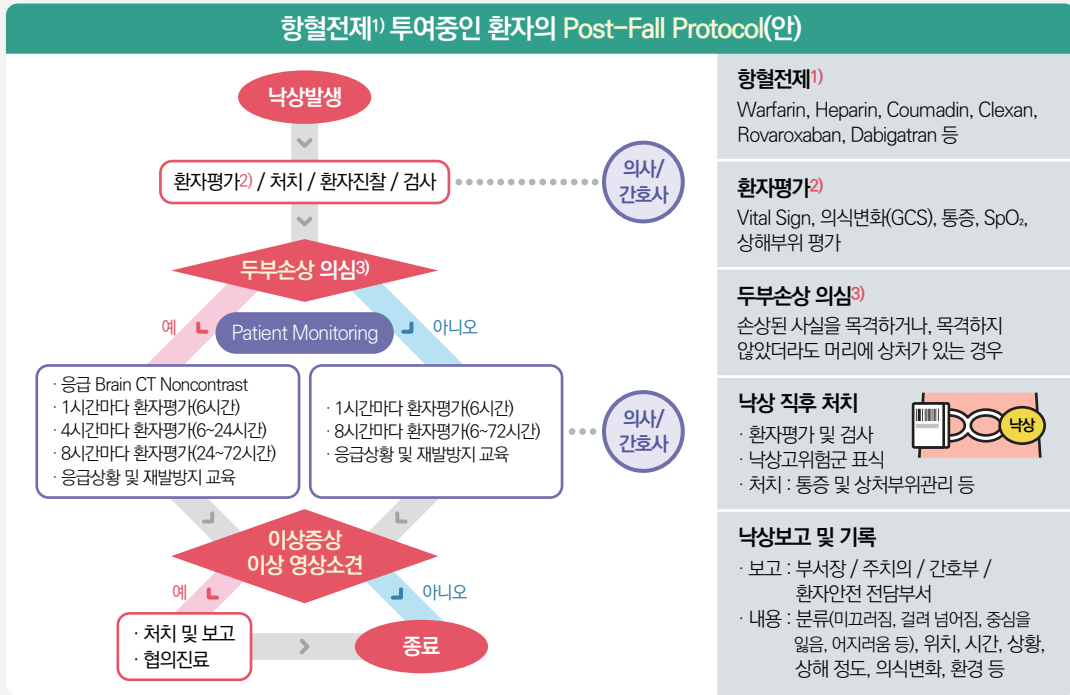 항혈전제1) 투여중인 환자의 Post-Fall Protocol(안)
낙상발생
환자평가2) / 처치 / 환자진찰 / 검사
의사/
간호사
두부손상 의심3)
예
Patient Monitoring
아니오
· 응급 Brain CT Noncontrast
· 1시간마다 환자평가(6시간)
· 4시간마다 환자평가(6~24시간)
· 8시간마다 환자평가(24~72시간)
· 응급상황 및 재발방지 교육
· 1시간마다 환자평가(6시간)
· 8시간마다 환자평가(6~72시간)
· 응급상황 및 재발방지 교육
의사/
간호사
이상증상
이상 영상소견
예
아니오
· 처치 및 보고
· 협의진료
종료
항혈전제1)
Warfarin, Heparin, Coumadin, Clexan,
Rovaroxaban, Dabigatran 등
환자평가2)
Vital Sign, 의식변화(GCS), 통증, SpO₂,
상해부위 평가
두부손상 의심3)
손상된 사실을 목격하거나, 목격하지
않았더라도 머리에 상처가 있는 경우
낙상 직후 처치
· 환자평가 및 검사
· 낙상고위험군 표식
· 처치 : 통증 및 상처부위관리 등
낙상
낙상보고 및 기록
· 보고 : 부서장 / 주치의 / 간호부 /
환자안전 전담부서
· 내용 : 분류(미끄러짐, 걸려 넘어짐, 중심을
잃음, 어지러움 등), 위치, 시간, 상황,
상해 정도, 의식변화, 환경 등